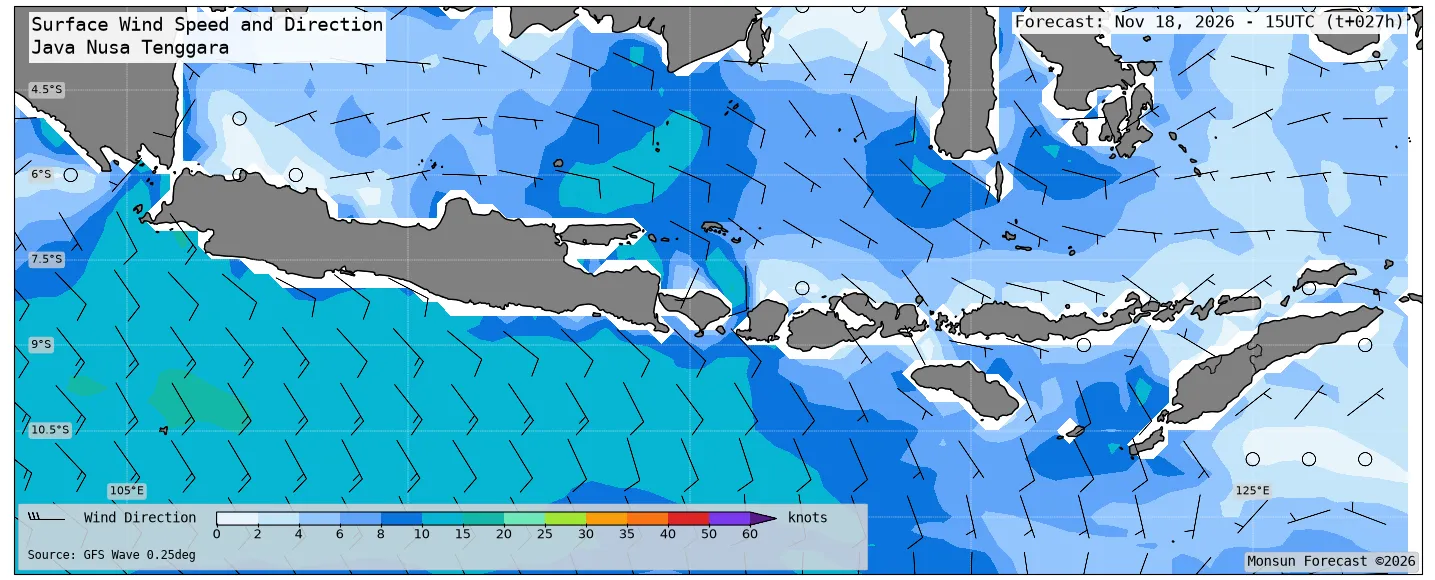 Surface Wind Speed and Direction
Java Nusa Tenggara
Forecast: Nov 18, 2026 - 15UTC (t+027h)
4.5°S
6°S
7.5°S
9°S
10.5°S
105°E
125°E
Wind Direction
0 2 4 6 8 10 15 20 25 30 35 40 50 60
knots
Source: GFS Wave 0.25deg
Monsun Forecast ©2026